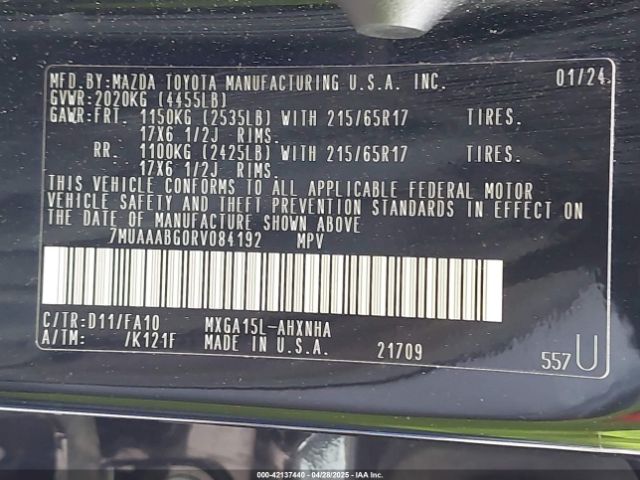 MFD.BY:MAZDA TOYOTA MANUFACTURING U.S.A. INC. 01/24
GVWR:2020KG (4455LB)
GAWR:FRT. 1150KG (2535LB) WITH 215/65R17 TIRES.
17X6 1/2J RIMS.
RR. 1100KG (2425LB) WITH 215/65R17 TIRES.
17X6 1/2J RIMS.
THIS VEHICLE CONFORMS TO ALL APPLICABLE FEDERAL MOTOR
VEHICLE SAFETY AND THEFT PREVENTION STANDARDS IN EFFECT ON
THE DATE OF MANUFACTURE SHOWN ABOVE
7MUAAABG0RV084192 MPV
C/TR:D11/FA10 MXGA15L-AHXNHA
A/TM: /K121F MADE IN U.S.A. 21709
557U
000-42137440 - 04/28/2025 - IAAI.COM